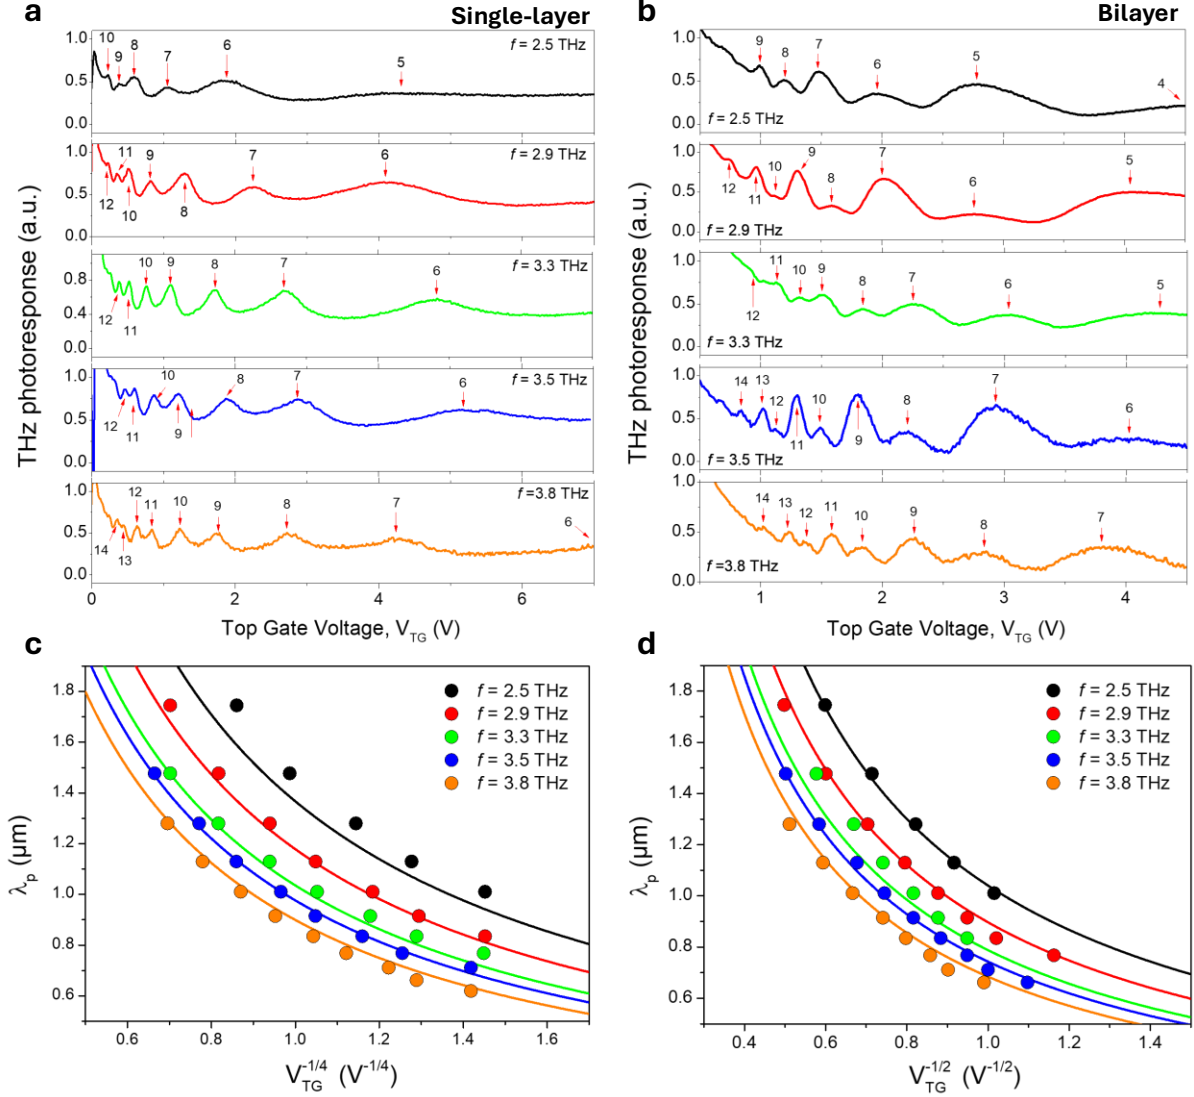 a
Single-layer
f = 2.5 THz
10 9 8 7 6 5
1.0
0.5
0.0
f = 2.9 THz
12 11 10 9 8 7 6
1.0
0.5
0.0
f = 3.3 THz
12 11 10 9 8 7 6
0.8
0.4
0.0
f = 3.5 THz
12 11 10 9 8 7 6
1.0
0.5
0.0
f =3.8 THz
14 13 12 11 10 9 8 7 6
1.0
0.5
0.0
0 2 4 6
THz photoresponse (a.u.)
Top Gate Voltage, VTG (V)
b
Bilayer
9 8 7 6 5 4
f = 2.5 THz
1.0
0.5
0.0
12 11 10 9 8 7 6 5
f = 2.9 THz
1.0
0.5
0.0
12 11 10 9 8 7 6 5
f = 3.3 THz
1.0
0.5
0.0
14 13 12 11 10 9 8 7 6
f = 3.5 THz
1.0
0.5
0.0
14 13 12 11 10 9 8 7
f =3.8 THz
1.0
0.5
0.0
1 2 3 4
THz photoresponse (a.u.)
Top Gate Voltage, VTG (V)
c
f = 2.5 THz
f = 2.9 THz
f = 3.3 THz
f = 3.5 THz
f = 3.8 THz
1.8
1.6
1.4
1.2
1.0
0.8
0.6
λp (μm)
0.6 0.8 1.0 1.2 1.4 1.6
VTG-1/4 (V-1/4)
d
f = 2.5 THz
f = 2.9 THz
f = 3.3 THz
f = 3.5 THz
f = 3.8 THz
1.8
1.6
1.4
1.2
1.0
0.8
0.6
λp (μm)
0.4 0.6 0.8 1.0 1.2 1.4
VTG-1/2 (V-1/2)